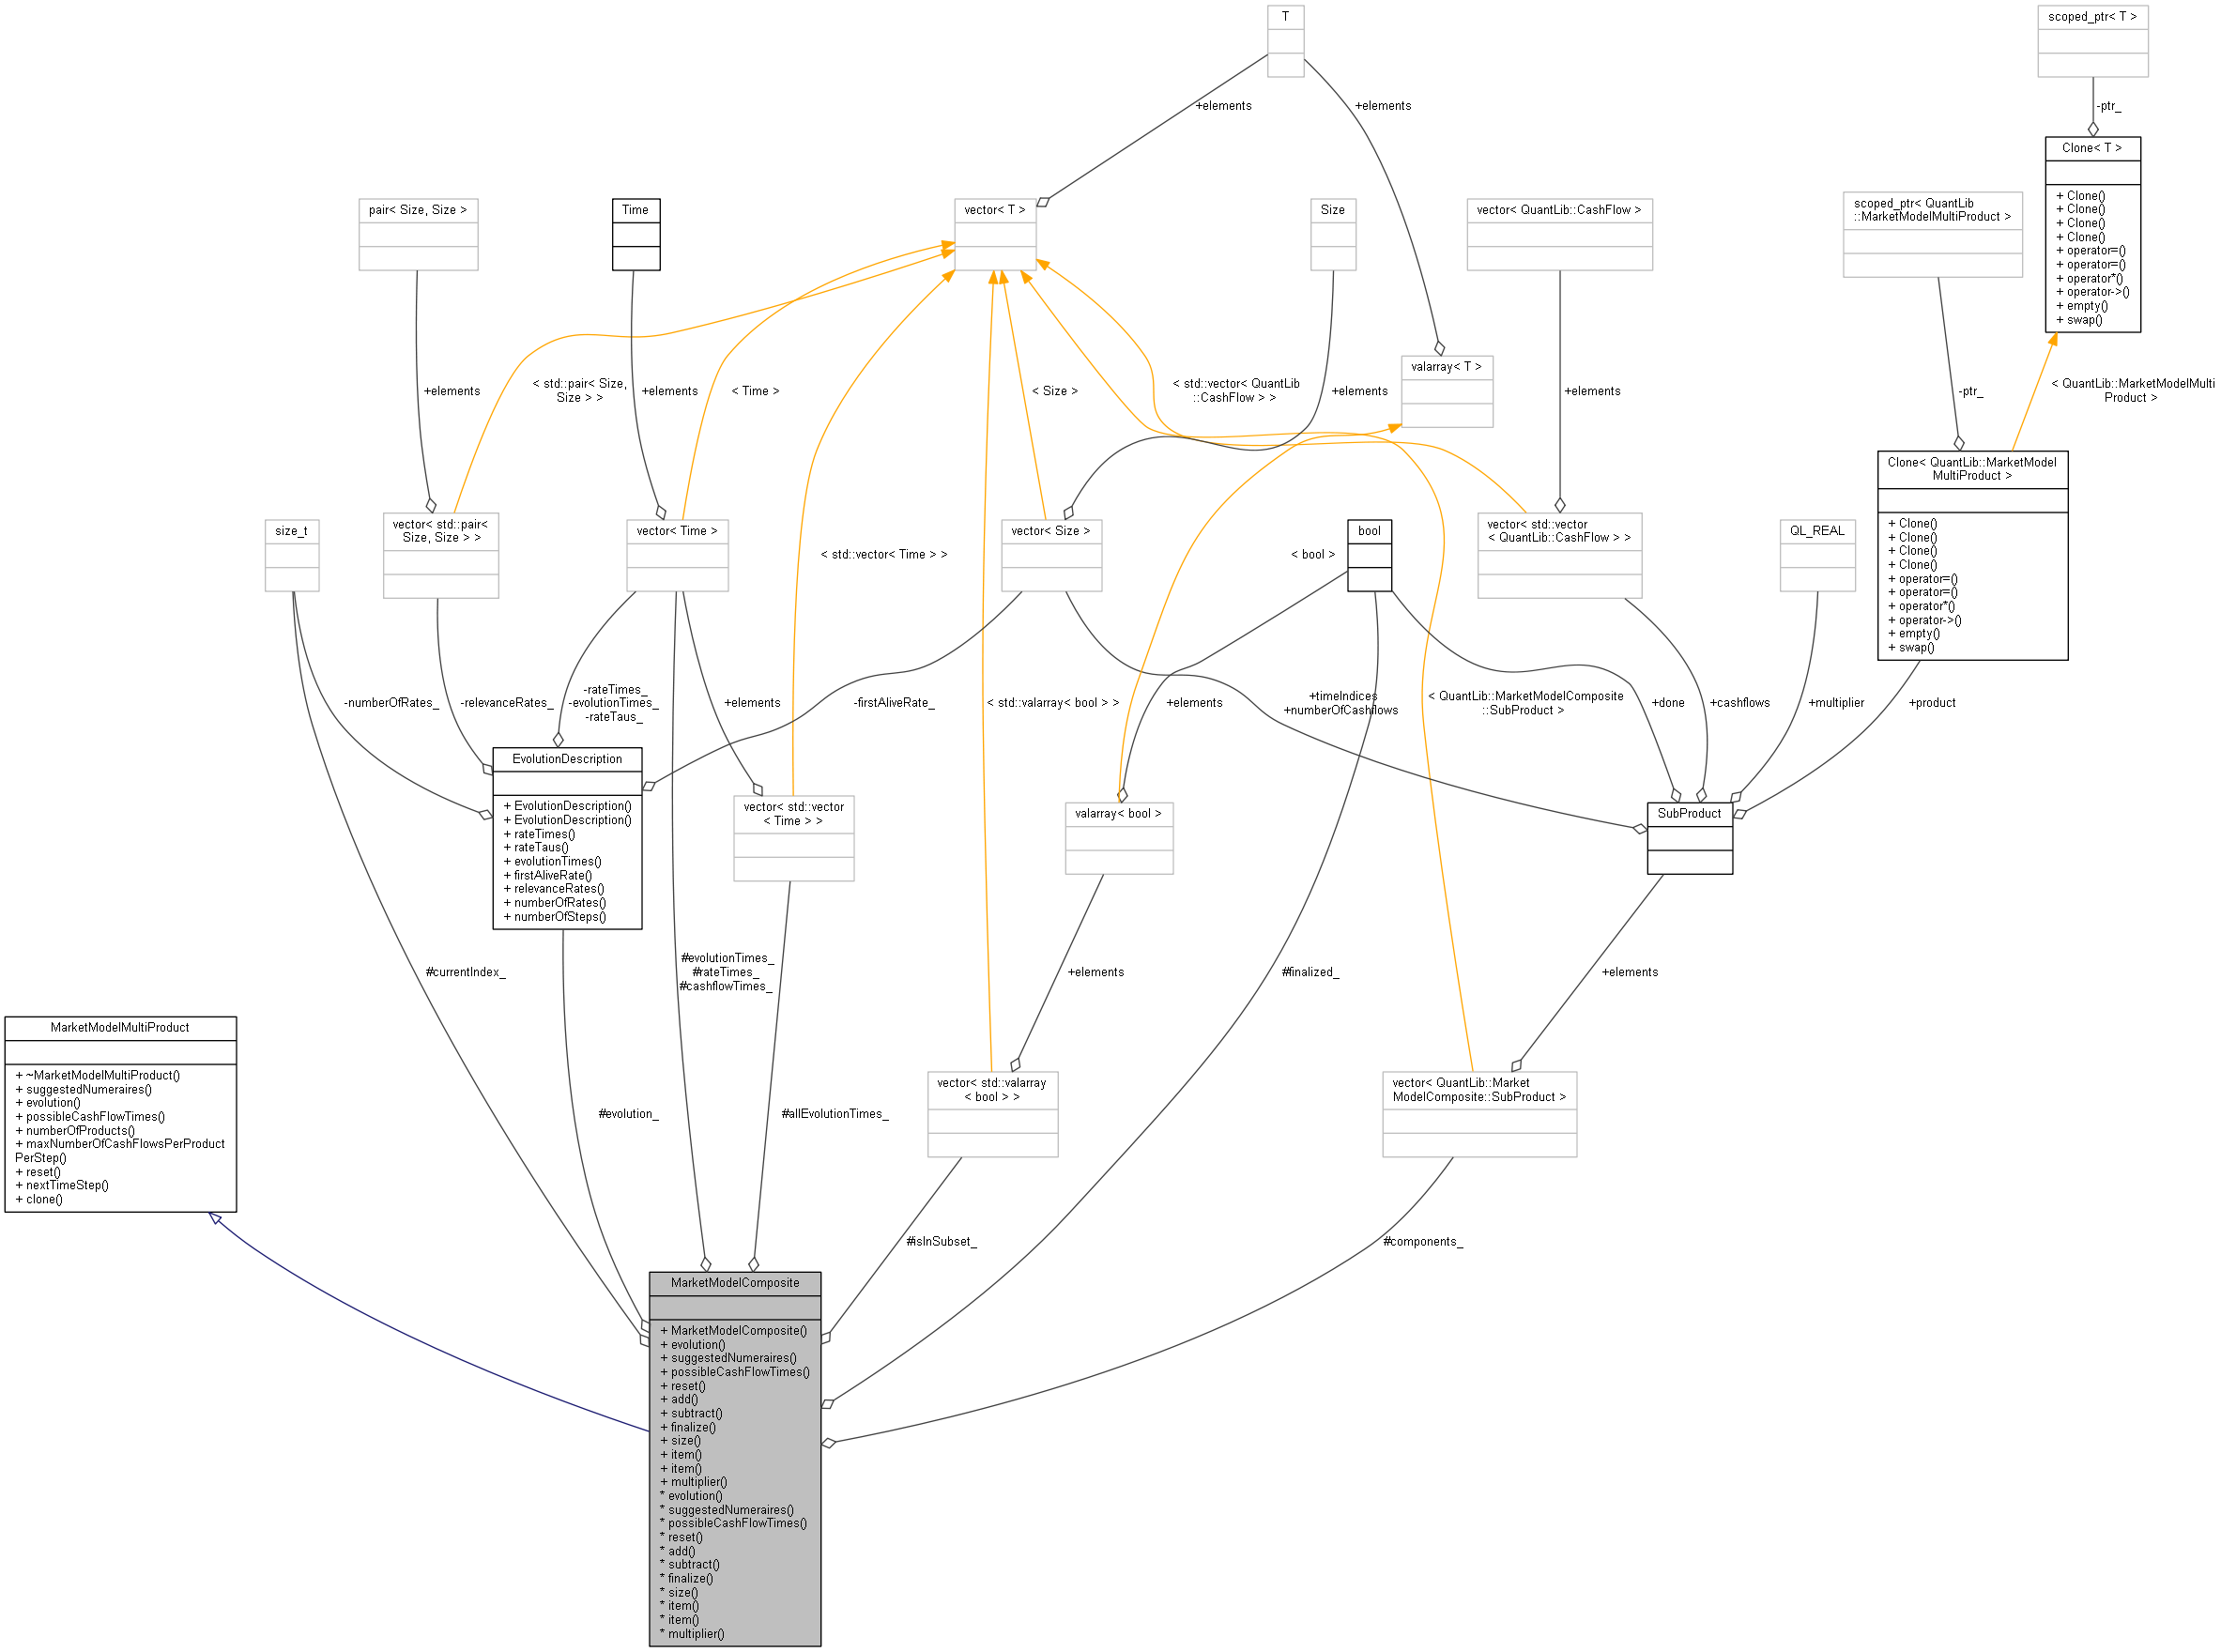 T
scoped_ptr< T >
+elements
+elements
-ptr_
Clone< T >
+ Clone()
+ Clone()
+ Clone()
+ Clone()
+ operator=()
+ operator=()
+ operator*()
+ operator->()
+ empty()
+ swap()
pair< Size, Size >
Time
vector< T >
Size
vector< QuantLib::CashFlow >
scoped_ptr< QuantLib
::MarketModelMultiProduct >
valarray< T >
+elements
< std::pair< Size,
Size > >
+elements
< Time >
< Size >
< std::vector< QuantLib
::CashFlow > >
+elements
+elements
-ptr_
< QuantLib::MarketModelMulti
Product >
Clone< QuantLib::MarketModel
MultiProduct >
+ Clone()
+ Clone()
+ Clone()
+ Clone()
+ operator=()
+ operator=()
+ operator*()
+ operator->()
+ empty()
+ swap()
size_t
vector< std::pair<
Size, Size > >
vector< Time >
< std::vector< Time > >
vector< Size >
< bool >
bool
vector< std::vector
< QuantLib::CashFlow > >
QL_REAL
-numberOfRates_
-relevanceRates_
-rateTimes_
-evolutionTimes_
-rateTaus_
+elements
-firstAliveRate_
< std::valarray< bool > >
+elements
+timeIndices
+numberOfCashflows
< QuantLib::MarketModelComposite
::SubProduct >
+done
+cashflows
+multiplier
+product
EvolutionDescription
+ EvolutionDescription()
+ EvolutionDescription()
+ rateTimes()
+ rateTaus()
+ evolutionTimes()
+ firstAliveRate()
+ relevanceRates()
+ numberOfRates()
+ numberOfSteps()
vector< std::vector
< Time > >
valarray< bool >
SubProduct
#currentIndex_
#evolutionTimes_
#rateTimes_
#cashflowTimes_
+elements
#finalized_
+elements
MarketModelMultiProduct
+ ~MarketModelMultiProduct()
+ suggestedNumeraires()
+ evolution()
+ possibleCashFlowTimes()
+ numberOfProducts()
+ maxNumberOfCashFlowsPerProduct
PerStep()
+ reset()
+ nextTimeStep()
+ clone()
#evolution_
#allEvolutionTimes_
vector< std::valarray
< bool > >
vector< QuantLib::Market
ModelComposite::SubProduct >
#isInSubset_
#components_
MarketModelComposite
+ MarketModelComposite()
+ evolution()
+ suggestedNumeraires()
+ possibleCashFlowTimes()
+ reset()
+ add()
+ subtract()
+ finalize()
+ size()
+ item()
+ item()
+ multiplier()
* evolution()
* suggestedNumeraires()
* possibleCashFlowTimes()
* reset()
* add()
* subtract()
* finalize()
* size()
* item()
* item()
* multiplier()